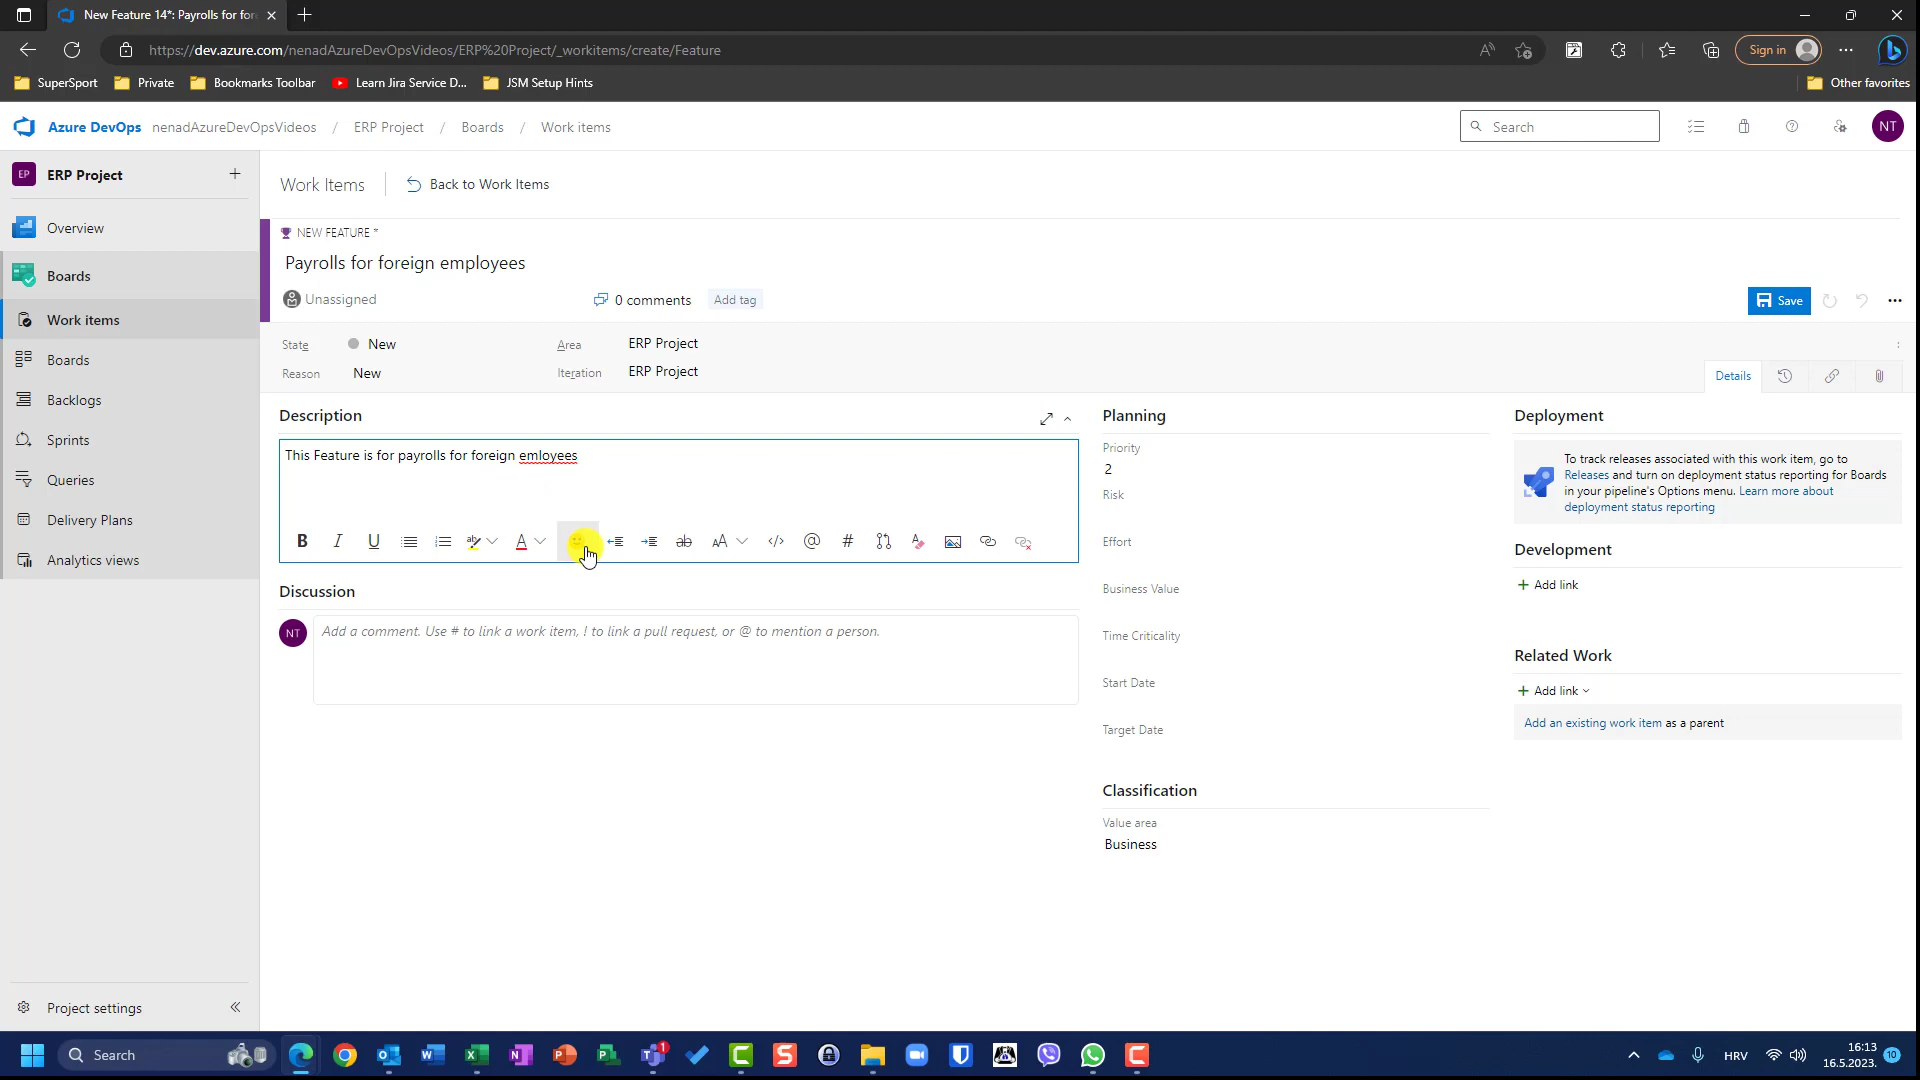 New Feature 14*: Payrolls for for
https://dev.azure.com/nenadAzureDevOpsVideos/ERP%20Project/_workitems/create/Feature
Sign in
SuperSport
Private
Bookmarks Toolbar
Learn Jira Service D...
JSM Setup Hints
Other favorites
Azure DevOps
nenadAzureDevOpsVideos / ERP Project / Boards / Work items
Search
NT
EP
ERP Project
Overview
Boards
Work items
Boards
Backlogs
Sprints
Queries
Delivery Plans
Analytics views
Project settings
Work Items
Back to Work Items
NEW FEATURE *
Payrolls for foreign employees
Unassigned
0 comments
Add tag
Save
State
New
Area
ERP Project
Reason
New
Iteration
ERP Project
Details
Description
This Feature is for payrolls for foreign emloyees
Discussion
NT
Add a comment. Use # to link a work item, ! to link a pull request, or @ to mention a person.
Planning
Priority
2
Risk
Effort
Business Value
Time Criticality
Start Date
Target Date
Classification
Value area
Business
Deployment
To track releases associated with this work item, go to
Releases and turn on deployment status reporting for Boards
in your pipeline's Options menu. Learn more about
deployment status reporting
Development
Add link
Related Work
Add link
Add an existing work item as a parent
Search
1
HRV
16:13
16.5.2023.
10